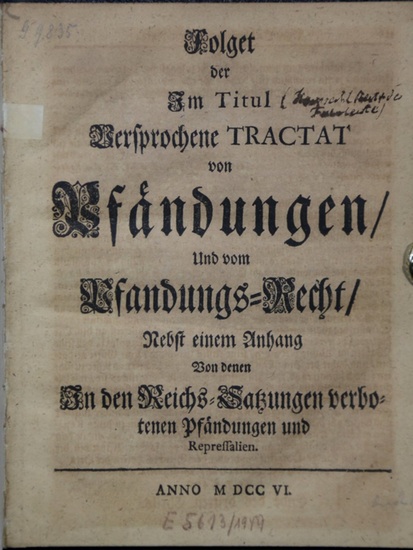 Folget
der
Im Titul (
Versprochene TRACTAT
von
Pfändungen/
Und vom
Pfandungs-Recht/
Nebst einem Anhang
Von denen
In den Reichs-Satzungen verbo-
tenen Pfändungen und
Repressalien.
ANNO M DCC VI.